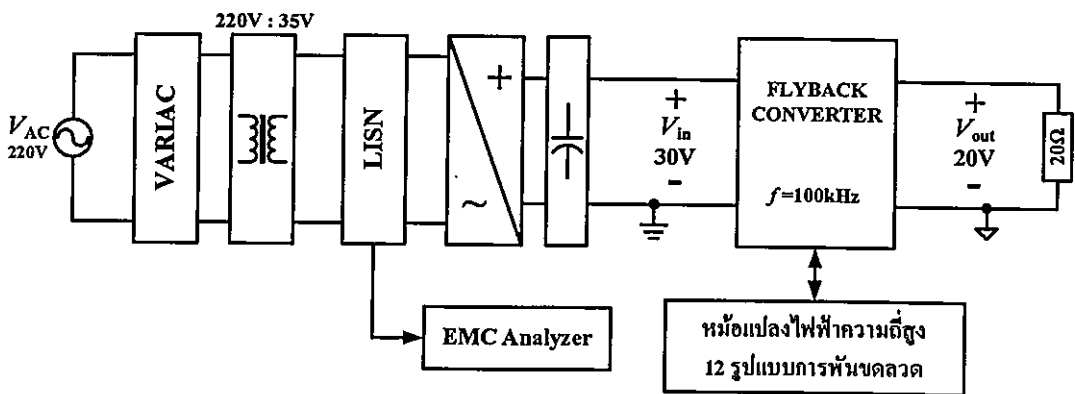 220V : 35V
V_AC
220V
VARIAC
LISN
+
~
+
V_in
30V
-
FLYBACK
CONVERTER
f=100kHz
+
V_out
20V
-
20Ω
EMC Analyzer
หม้อแปลงไฟฟ้าความถี่สูง
12 รูปแบบการพันขดลวด